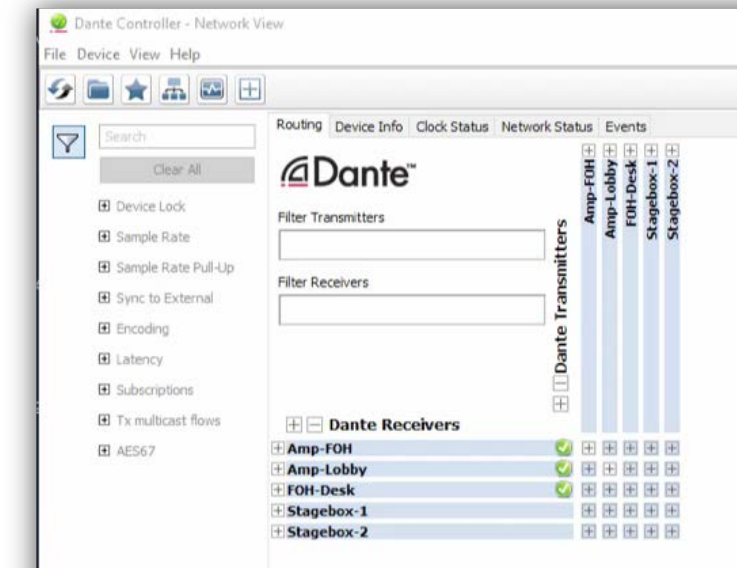 Dante Controller - Network View
File Device View Help
Search
Clear All
Device Lock
Sample Rate
Sample Rate Pull-Up
Sync to External
Encoding
Latency
Subscriptions
Tx multicast flows
AES67
Routing Device Info Clock Status Network Status Events
Dante™
Filter Transmitters
Filter Receivers
Dante Transmitters
Amp-FOH
Amp-Lobby
FOH-Desk
Stagebox-1
Stagebox-2
Dante Receivers
Amp-FOH
Amp-Lobby
FOH-Desk
Stagebox-1
Stagebox-2